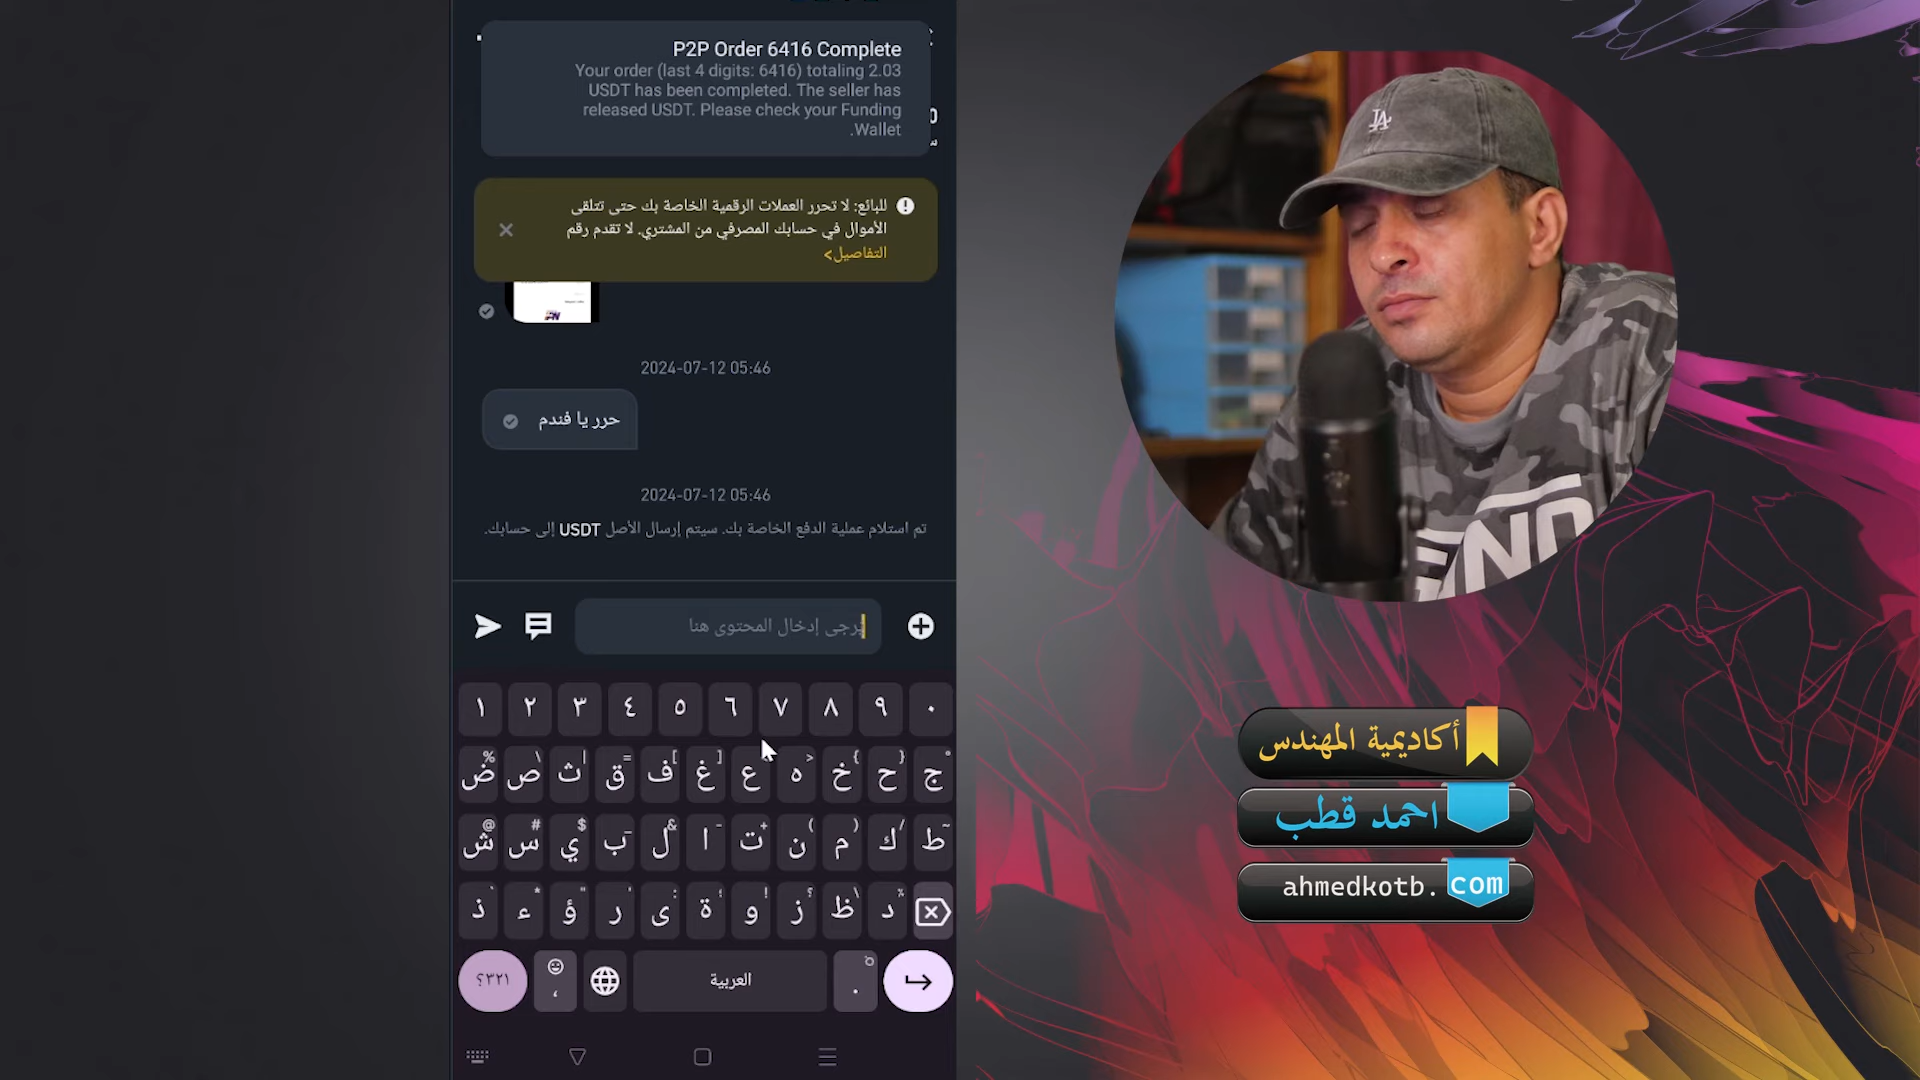 P2P Order 6416 Complete
Your order (last 4 digits: 6416) totaling 2.03
USDT has been completed. The seller has
released USDT. Please check your Funding
.Wallet
للبائع: لا تحرر العملات الرقمية الخاصة بك حتى تتلقى
الأموال في حسابك المصرفي من المشتري. لا تقدم رقم
التفاصيل>
2024-07-12 05:46
حرر يا فندم
2024-07-12 05:46
تم استلام عملية الدفع الخاصة بك. سيتم إرسال الأصل USDT إلى حسابك.
يُرجى إدخال المحتوى هنا
١ ٢ ٣ ٤ ٥ ٦ ٧ ٨ ٩ ٠
ض ص ث ق ف غ ع ه خ ح ج
ش س ي ب ل ا ت ن م ك ط
ذ ء ؤ ر ى ة و ز ظ د
٣٢١؟
العربية
LA
END
أكاديمية المهندس
احمد قطب
ahmedkotb.com